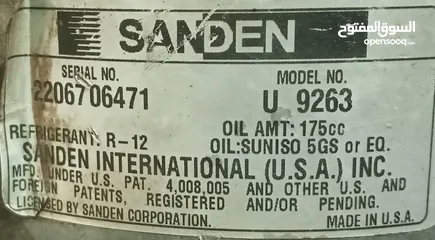 السوق المفتوح
opensooq.com
SANDEN
SERIAL NO. MODEL NO.
2206706471 U 9263
REFRIGERANT: R-12 OIL AMT: 175cc
OIL:SUNISO 5GS or EQ.
SANDEN INTERNATIONAL (U.S.A.) INC.
MFD. UNDER U.S. PAT. 4,008,005 AND OTHER U.S. AND
FOREIGN PATENTS, REGISTERED AND/OR PENDING.
LICENSED BY SANDEN CORPORATION. MADE IN U.S.A.